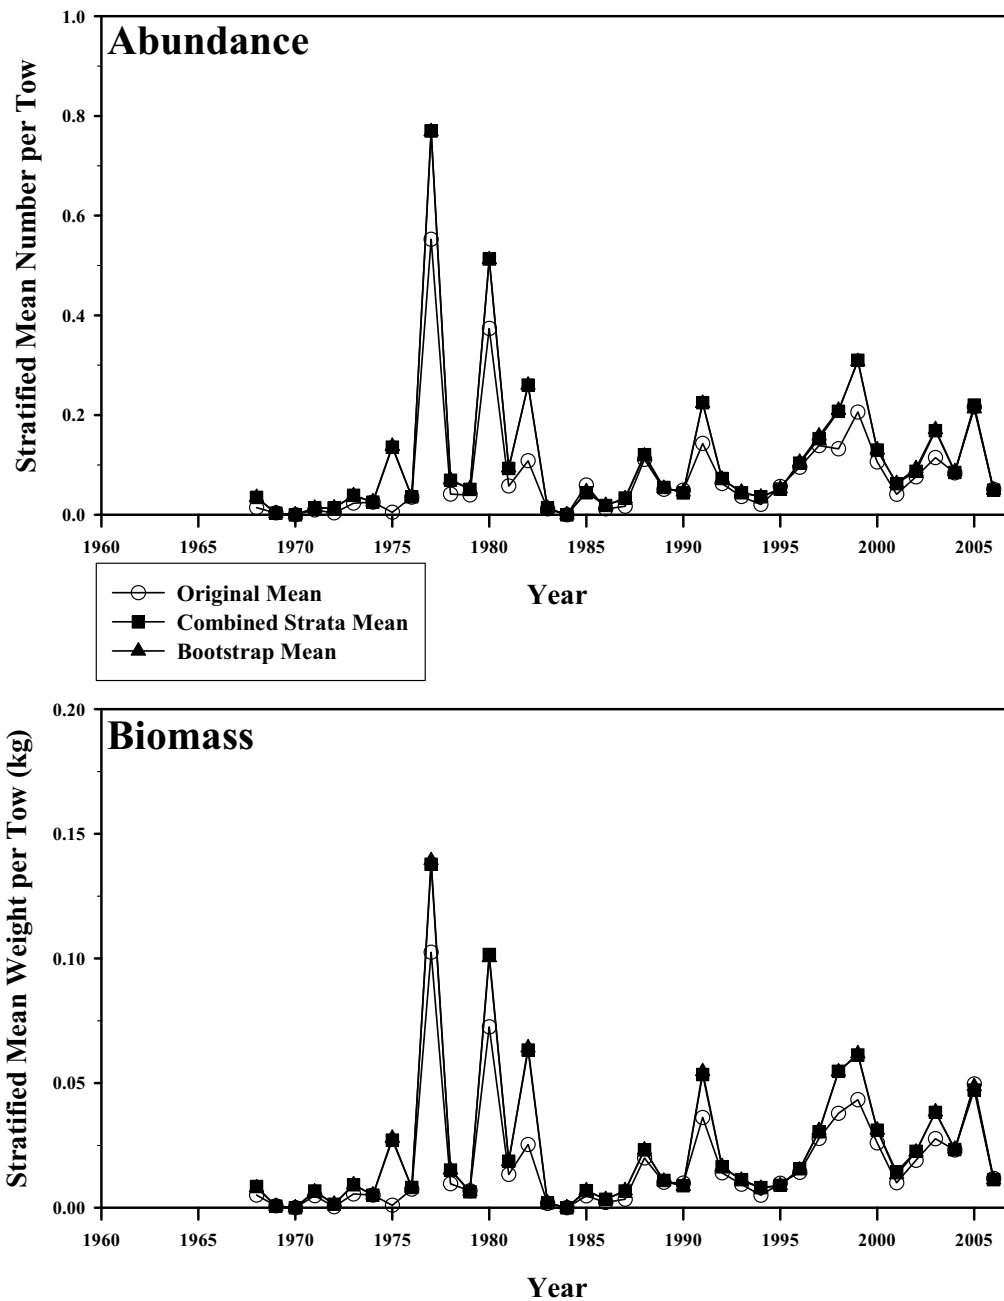 Abundance
Stratified Mean Number per Tow
1.0
0.8
0.6
0.4
0.2
0.0
1960 1965 1970 1975 1980 1985 1990 1995 2000 2005
Year
Original Mean
Combined Strata Mean
Bootstrap Mean
Biomass
Stratified Mean Weight per Tow (kg)
0.20
0.15
0.10
0.05
0.00
1960 1965 1970 1975 1980 1985 1990 1995 2000 2005
Year